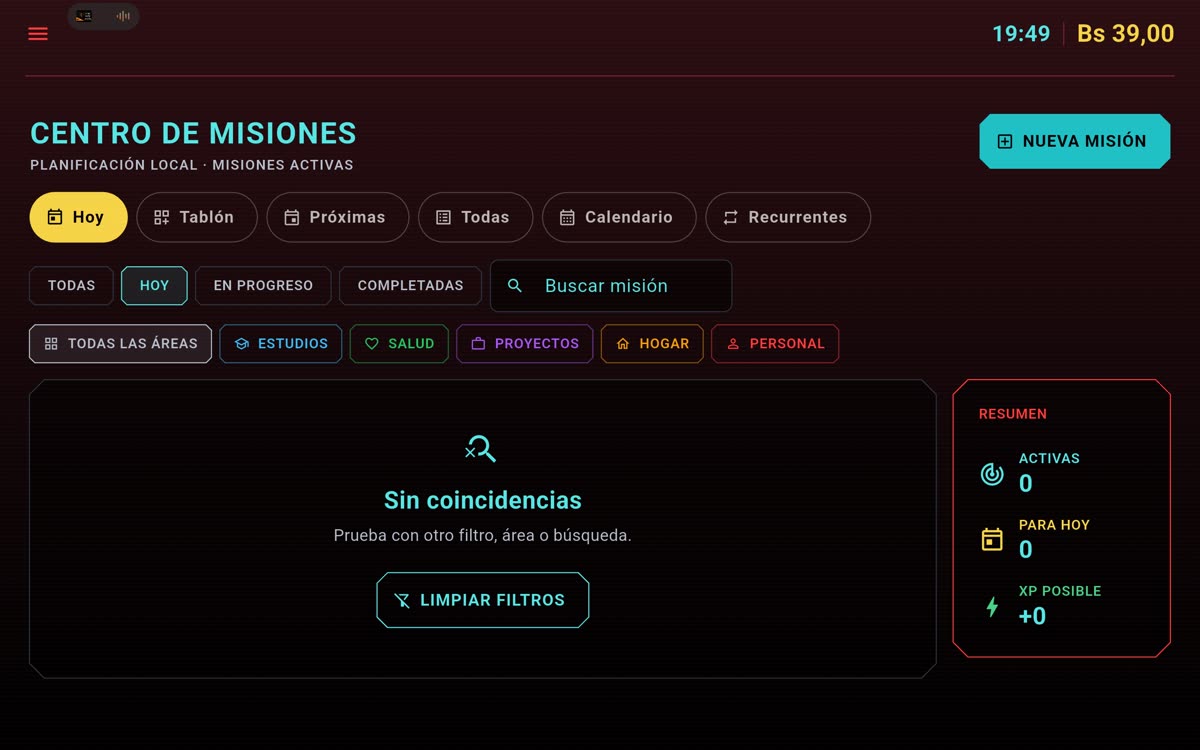 19:49 Bs 39,00
CENTRO DE MISIONES
PLANIFICACIÓN LOCAL · MISIONES ACTIVAS
NUEVA MISIÓN
Hoy Tablón Próximas Todas Calendario Recurrentes
TODAS HOY EN PROGRESO COMPLETADAS Buscar misión
TODAS LAS ÁREAS ESTUDIOS SALUD PROYECTOS HOGAR PERSONAL
Sin coincidencias
Prueba con otro filtro, área o búsqueda.
LIMPIAR FILTROS
RESUMEN
ACTIVAS
0
PARA HOY
0
XP POSIBLE
+0